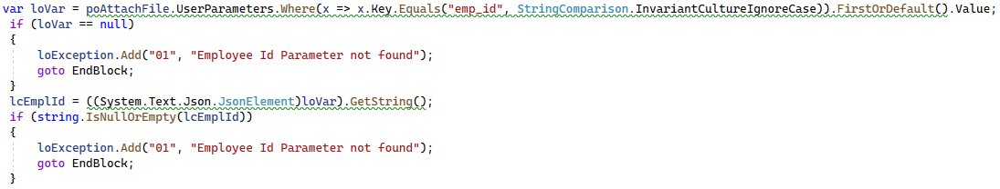 var loVar = poAttachFile.UserParameters.Where(x => x.Key.Equals("emp_id", StringComparison.InvariantCultureIgnoreCase)).FirstOrDefault().Value;
if (loVar == null)
{
loException.Add("01", "Employee Id Parameter not found");
goto EndBlock;
}
lcEmplId = ((System.Text.Json.JsonElement)loVar).GetString();
if (string.IsNullOrEmpty(lcEmplId))
{
loException.Add("01", "Employee Id Parameter not found");
goto EndBlock;
}